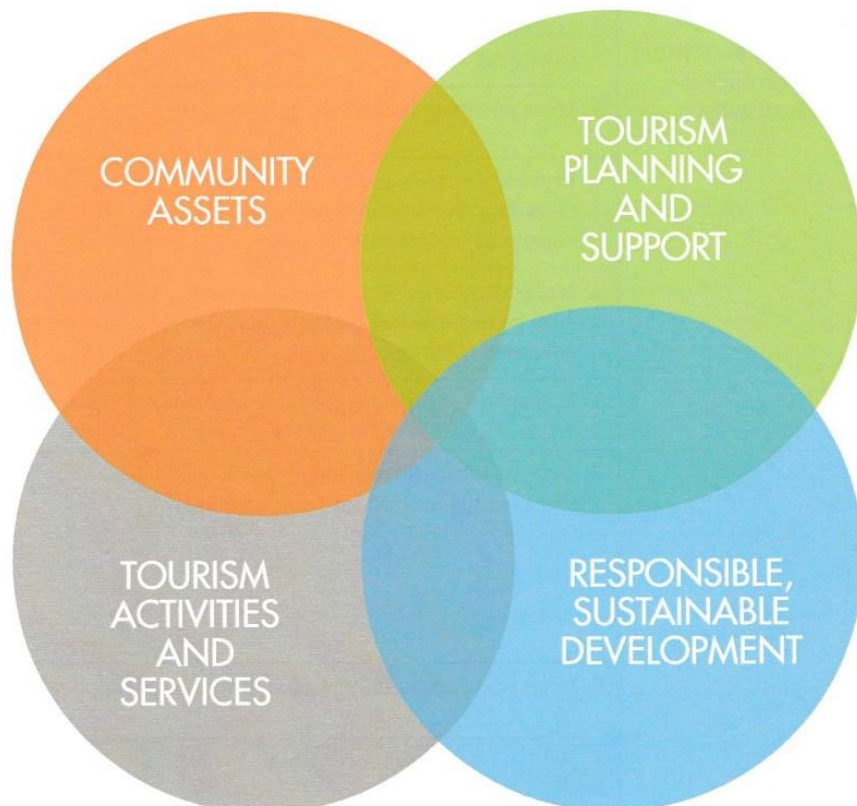 COMMUNITY
ASSETS
TOURISM
PLANNING
AND
SUPPORT
TOURISM
ACTIVITIES
AND
SERVICES
RESPONSIBLE,
SUSTAINABLE
DEVELOPMENT